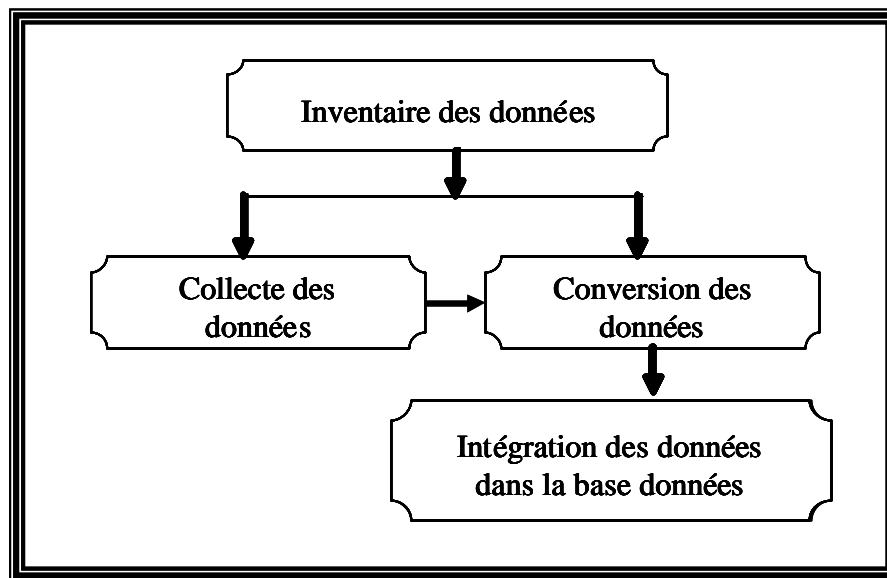 Inventaire des données
Collecte des
données
Conversion des
données
Intégration des données
dans la base données